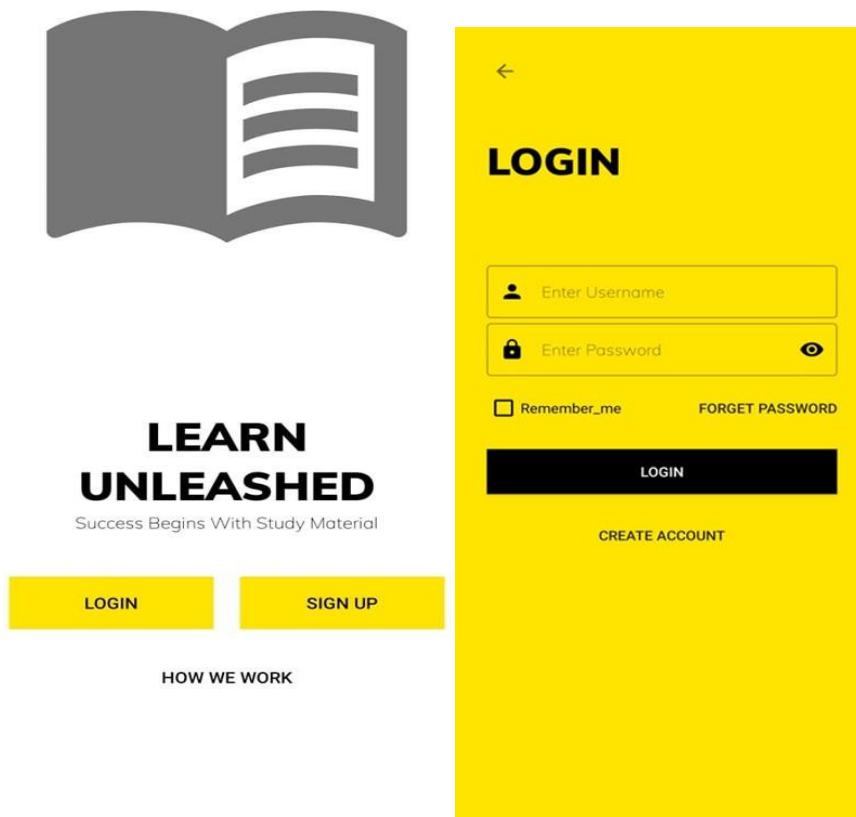 LEARN
UNLEASHED
Success Begins With Study Material
LOGIN
SIGN UP
HOW WE WORK
LOGIN
Enter Username
Enter Password
Remember_me
FORGET PASSWORD
LOGIN
CREATE ACCOUNT